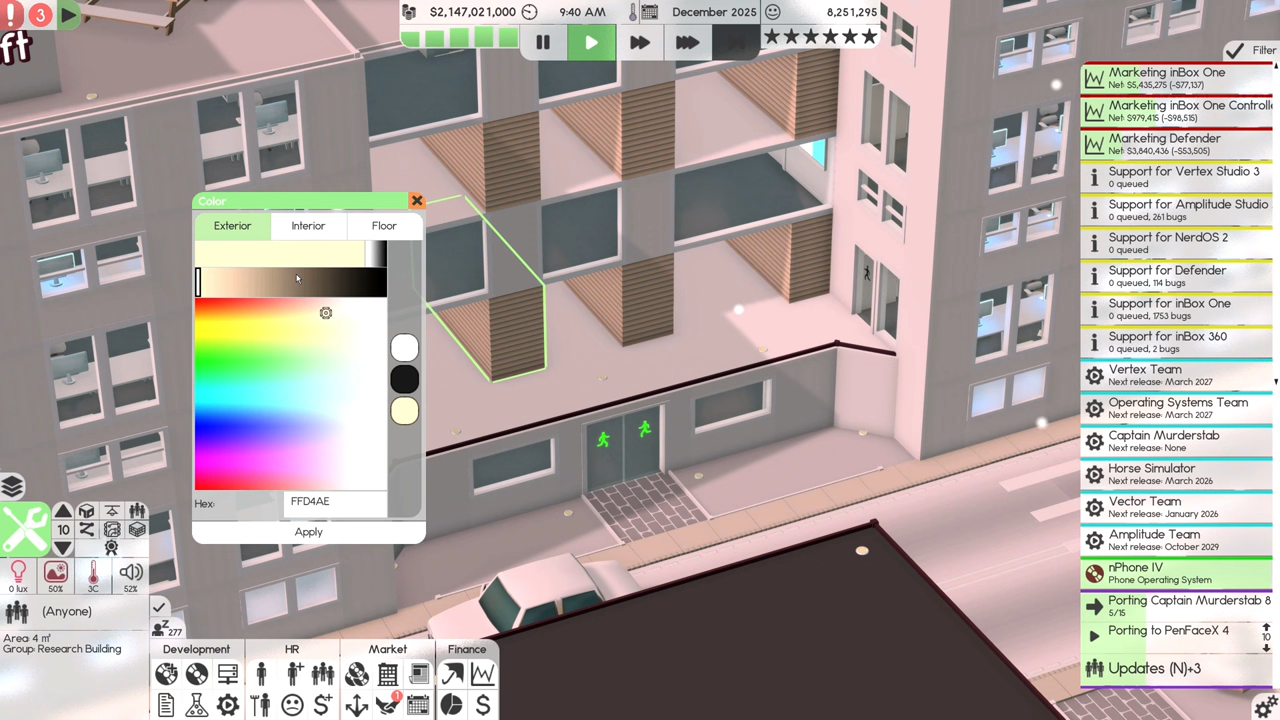 3
ft
$2,147,021,000
9:40 AM
December 2025
8,251,295
Filter
Marketing inBox One
Net: $5,435,275 (-$77,137)
Marketing inBox One Controlle
Net: $979,415 (-$98,515)
Marketing Defender
Net: $3,840,436 (-$53,505)
Support for Vertex Studio 3
0 queued
Support for Amplitude Studio
0 queued, 261 bugs
Support for NerdOS 2
0 queued
Support for Defender
0 queued, 114 bugs
Support for inBox One
0 queued, 1753 bugs
Support for inBox 360
0 queued, 2 bugs
Vertex Team
Next release: March 2027
Operating Systems Team
Next release: March 2027
Captain Murderstab
Next release: None
Horse Simulator
Next release: March 2026
Vector Team
Next release: January 2026
Amplitude Team
Next release: October 2029
nPhone IV
Phone Operating System
Porting Captain Murderstab 8
5/15
Porting to PenFaceX 4
10
Updates (N)+3
Color
Exterior
Interior
Floor
Hex:
FFD4AE
Apply
10
0 lux
50%
3C
52%
(Anyone)
Z
277
Area: 4 m²
Group: Research Building
Development
HR
Market
Finance
1